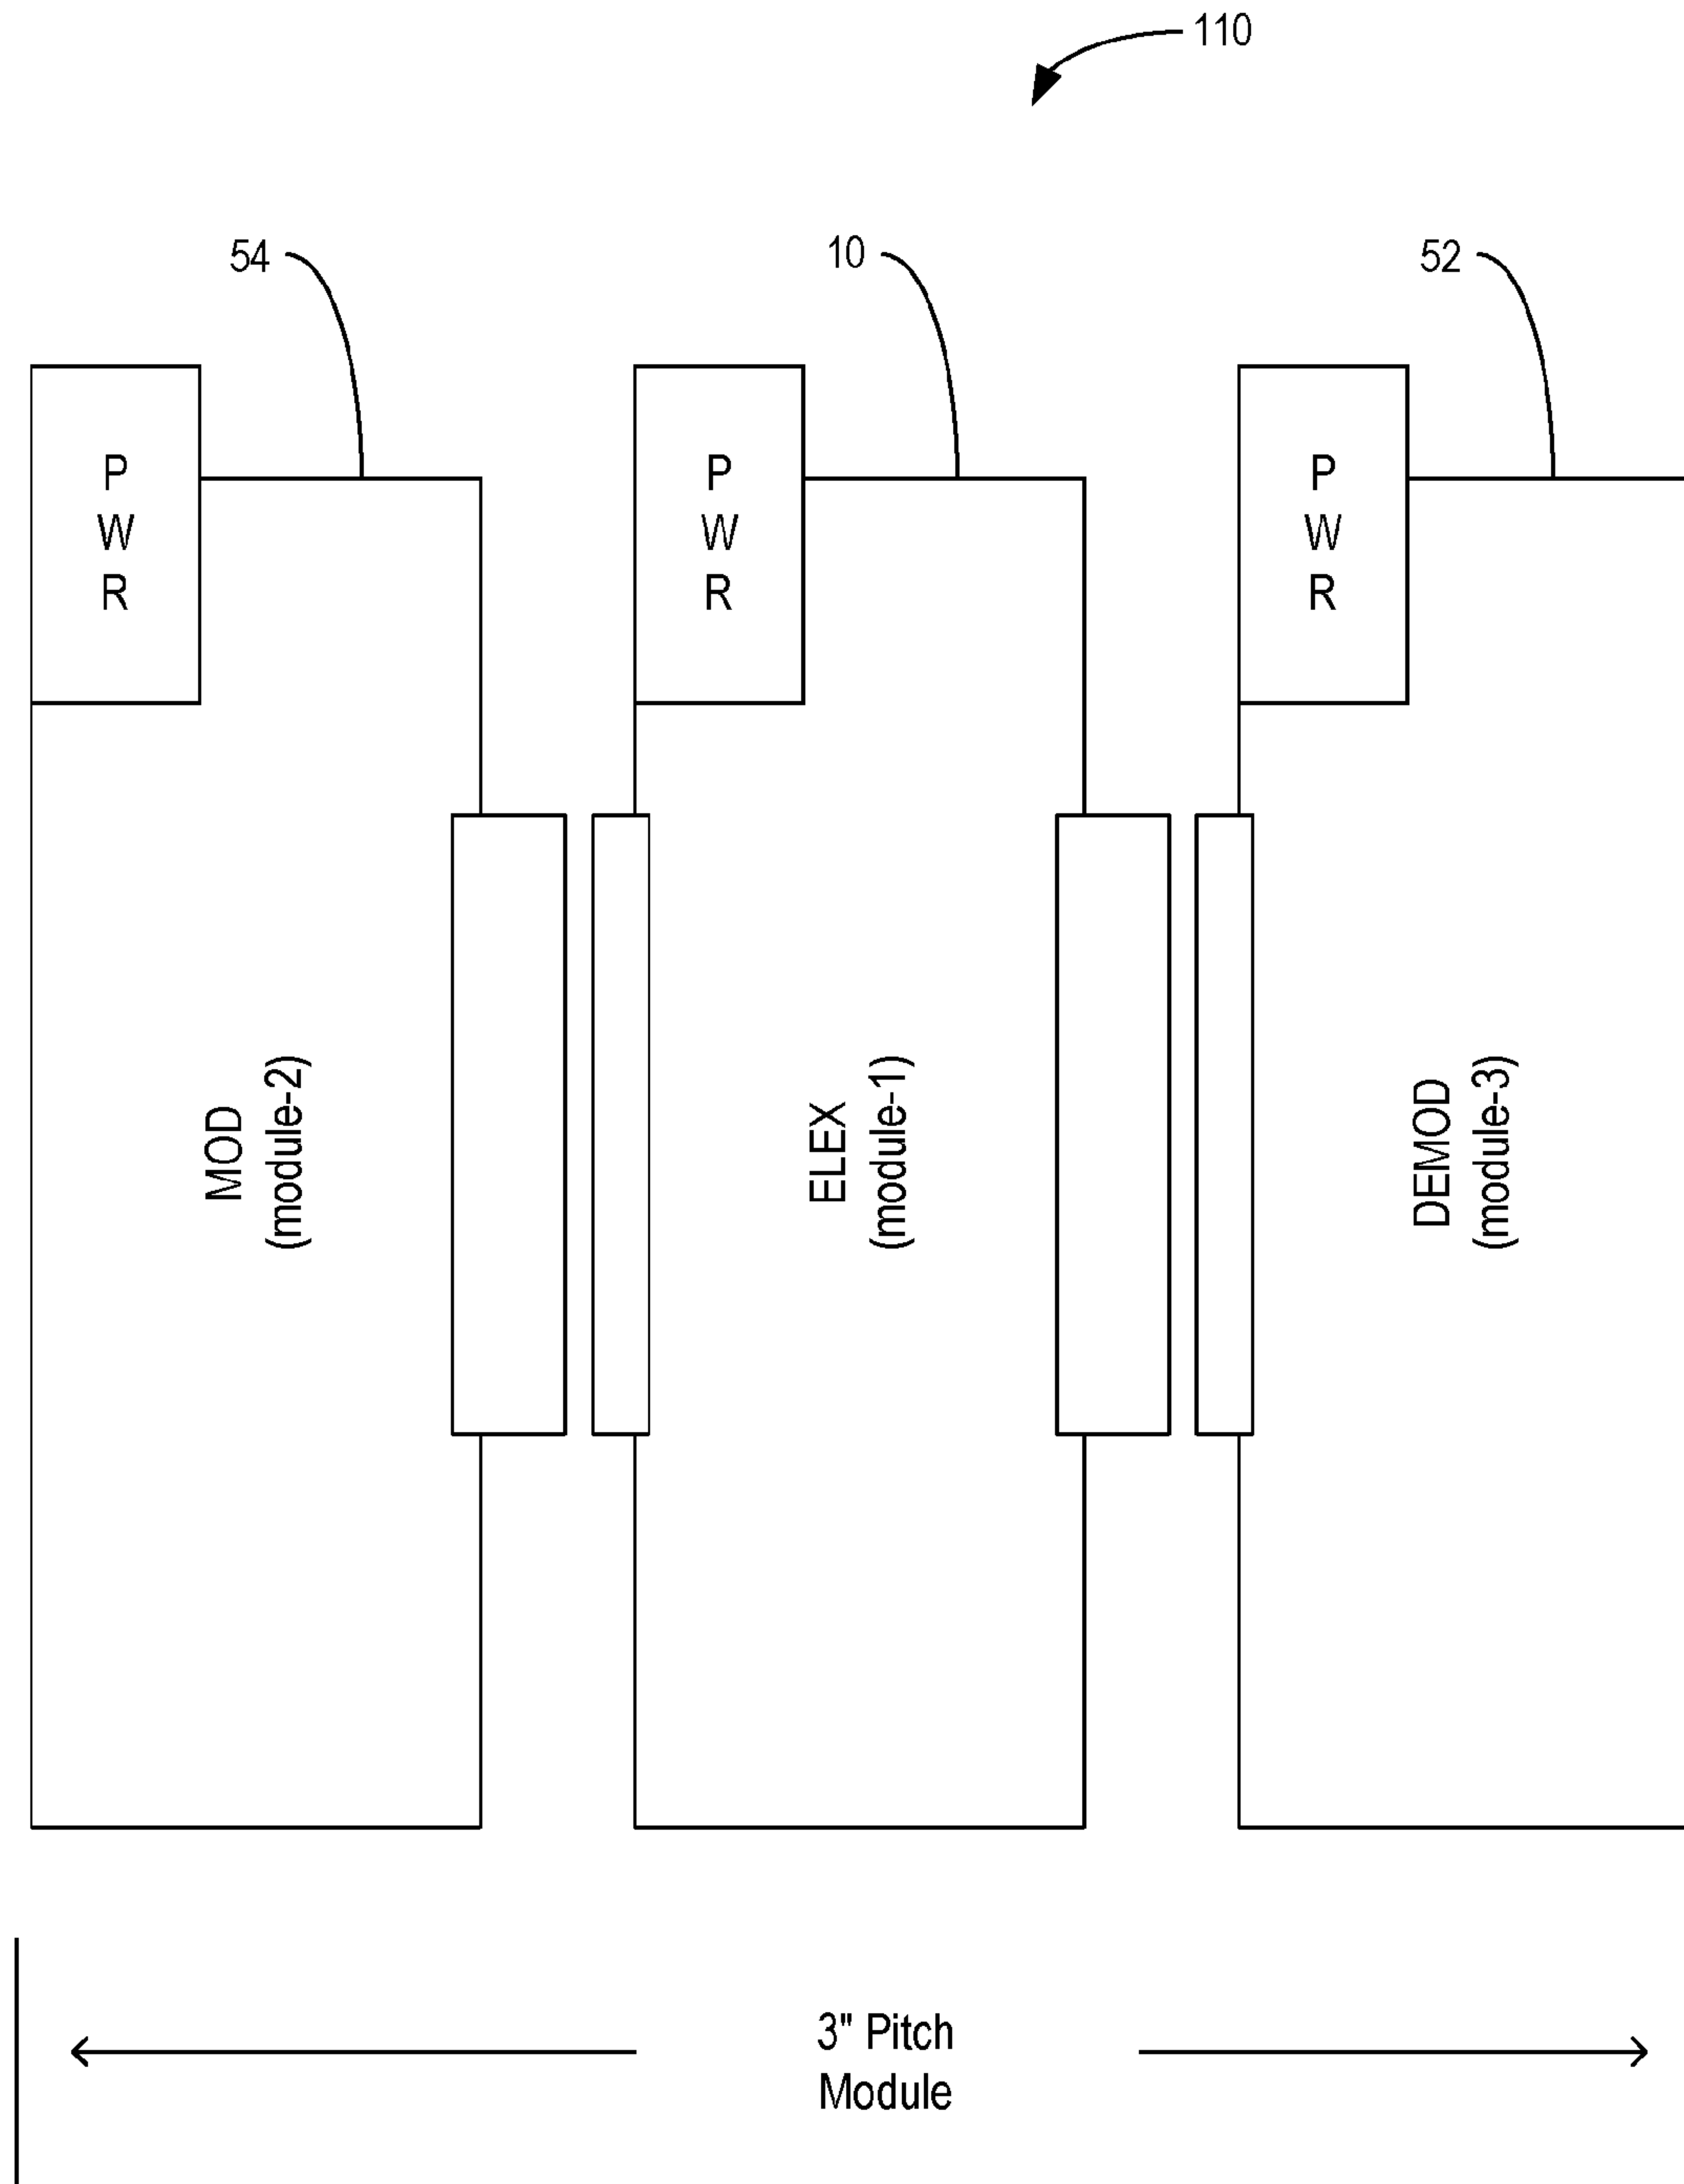 110
54
10
52
P
W
R
P
W
R
P
W
R
MOD
(module-2)
ELEX
(module-1)
DEMOD
(module-3)
3" Pitch
Module